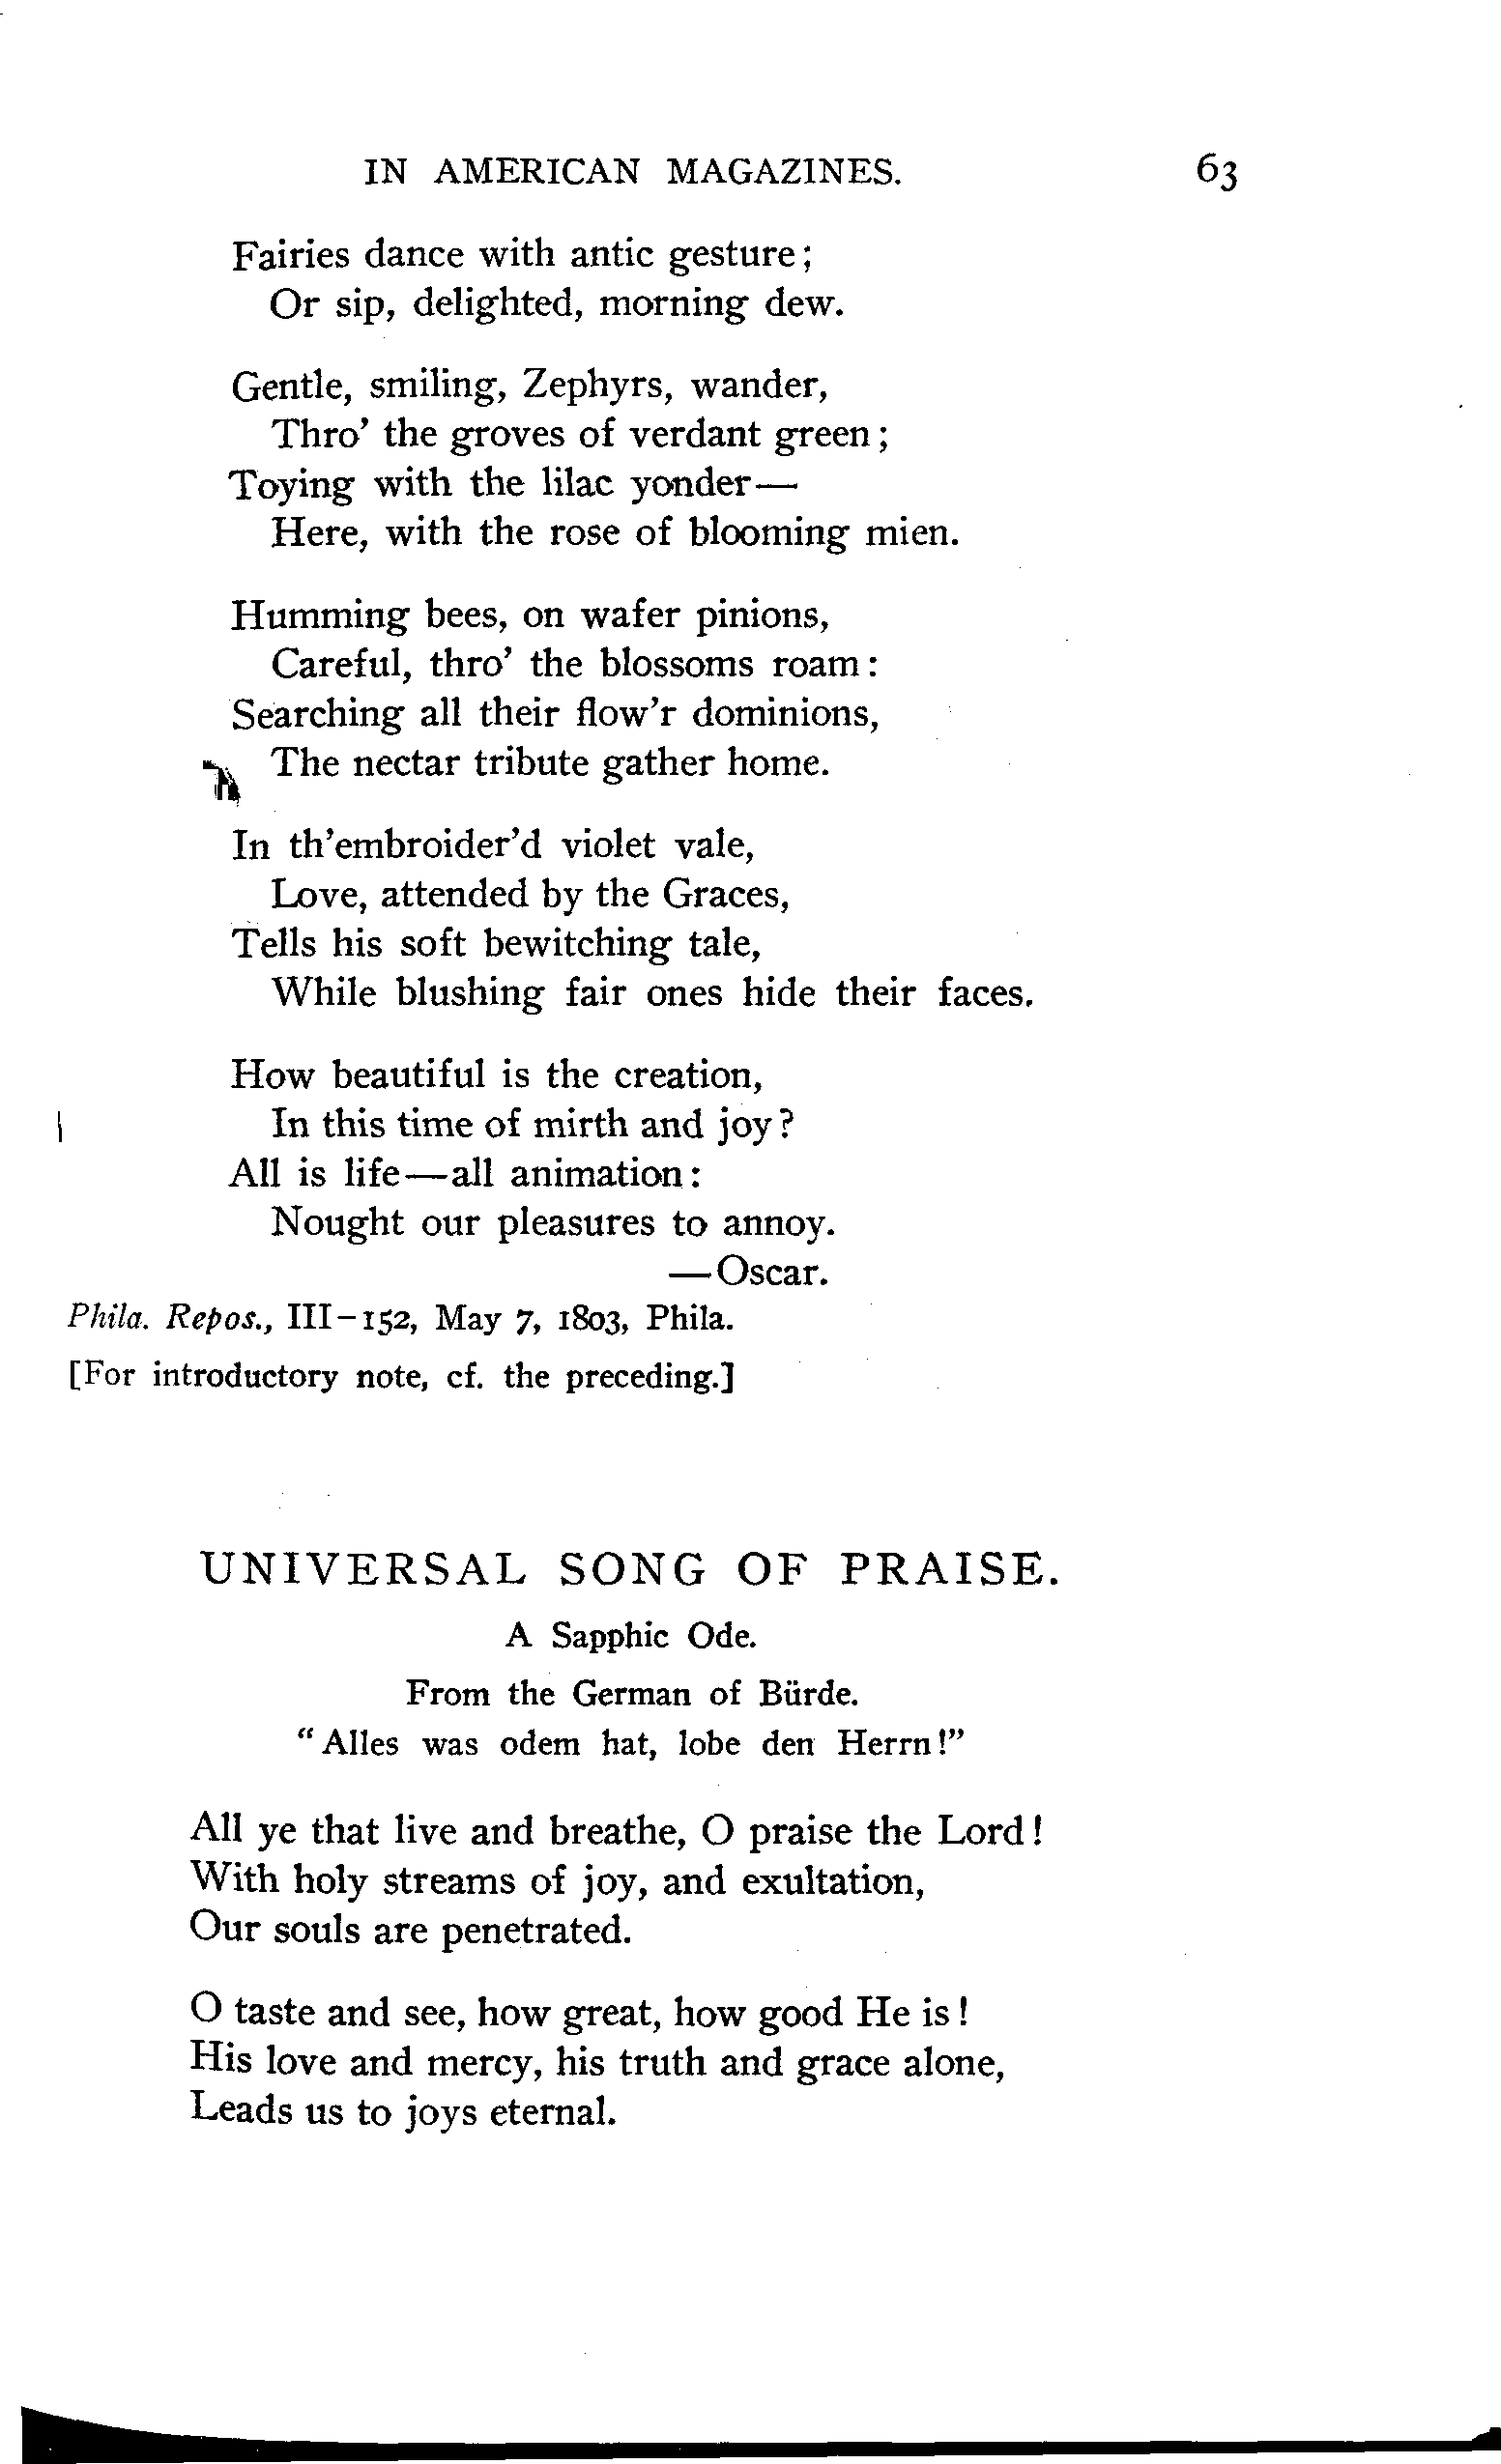 IN AMERICAN MAGAZINES. 63
Fairies dance with antic gesture;
Or sip, delighted, morning dew.
Gentle, smiling, Zephyrs, wander,
Thro' the groves of verdant green;
Toying with the lilac yonder—
Here, with the rose of blooming mien.
Humming bees, on wafer pinions,
Careful, thro' the blossoms roam:
Searching all their flow'r dominions,
The nectar tribute gather home.
In th'embroider'd violet vale,
Love, attended by the Graces,
Tells his soft bewitching tale,
While blushing fair ones hide their faces.
How beautiful is the creation,
In this time of mirth and joy?
All is life—all animation:
Nought our pleasures to annoy.
—Oscar.
Phila. Repos., III-152, May 7, 1803, Phila.
[For introductory note, cf. the preceding.]
UNIVERSAL SONG OF PRAISE.
A Sapphic Ode.
From the German of Bürde.
"Alles was odem hat, lobe den Herrn!"
All ye that live and breathe, O praise the Lord!
With holy streams of joy, and exultation,
Our souls are penetrated.
O taste and see, how great, how good He is!
His love and mercy, his truth and grace alone,
Leads us to joys eternal.